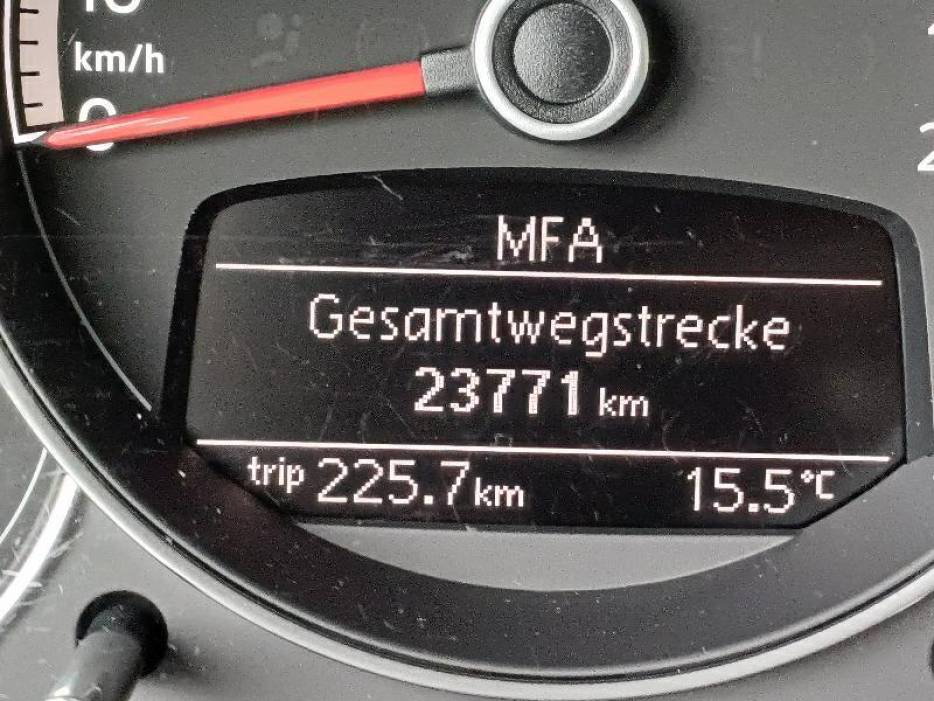 km/h
0
MFA
Gesamtwegstrecke
23771 km
trip 225.7 km 15.5°C